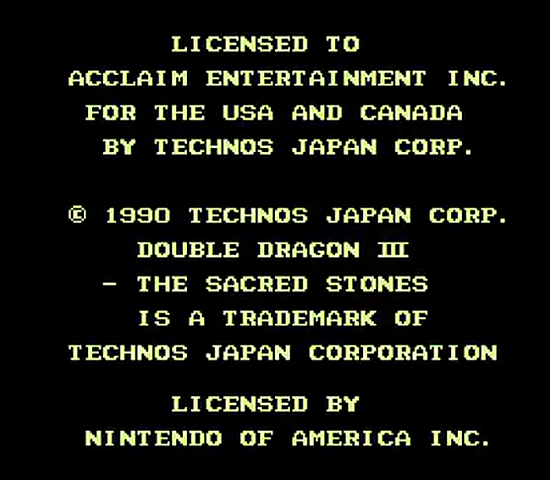 LICENSED TO
ACCLAIM ENTERTAINMENT INC.
FOR THE USA AND CANADA
BY TECHNOS JAPAN CORP.
© 1990 TECHNOS JAPAN CORP.
DOUBLE DRAGON III
- THE SACRED STONES
IS A TRADEMARK OF
TECHNOS JAPAN CORPORATION
LICENSED BY
NINTENDO OF AMERICA INC.